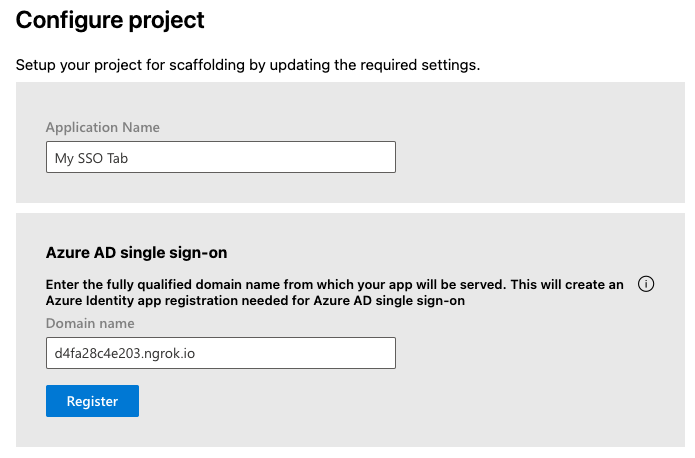 Configure project
Setup your project for scaffolding by updating the required settings.
Application Name
My SSO Tab
Azure AD single sign-on
Enter the fully qualified domain name from which your app will be served. This will create an
Azure Identity app registration needed for Azure AD single sign-on
Domain name
d4fa28c4e203.ngrok.io
Register